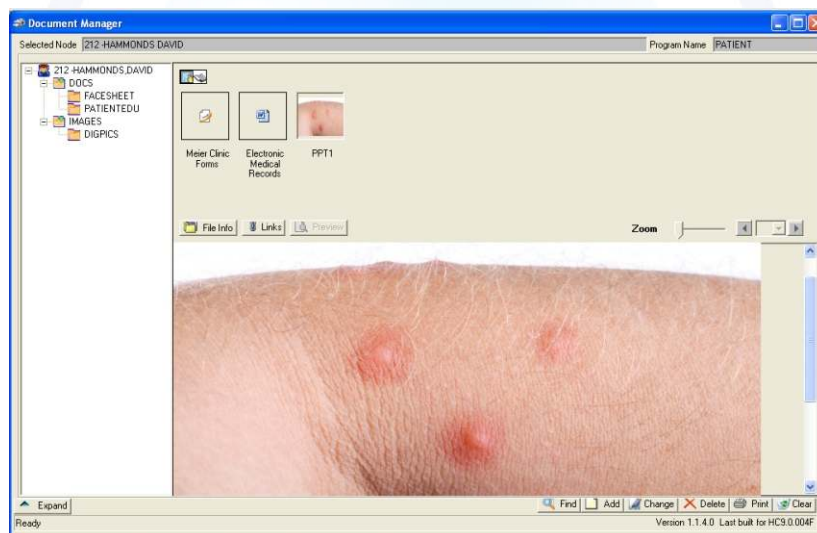 Document Manager
Selected Node 212 -HAMMONDS DAVID Program Name PATIENT
212 -HAMMONDS,DAVID
DOCS
FACESHEET
PATIENTEDU
IMAGES
DIGPICS
Meier Clinic Forms
Electronic Medical Records
PPT1
File Info Links Preview Zoom
Expand
Find Add Change Delete Print Clear
Ready Version 1.1.4.0 Last built for HC9.0.004F